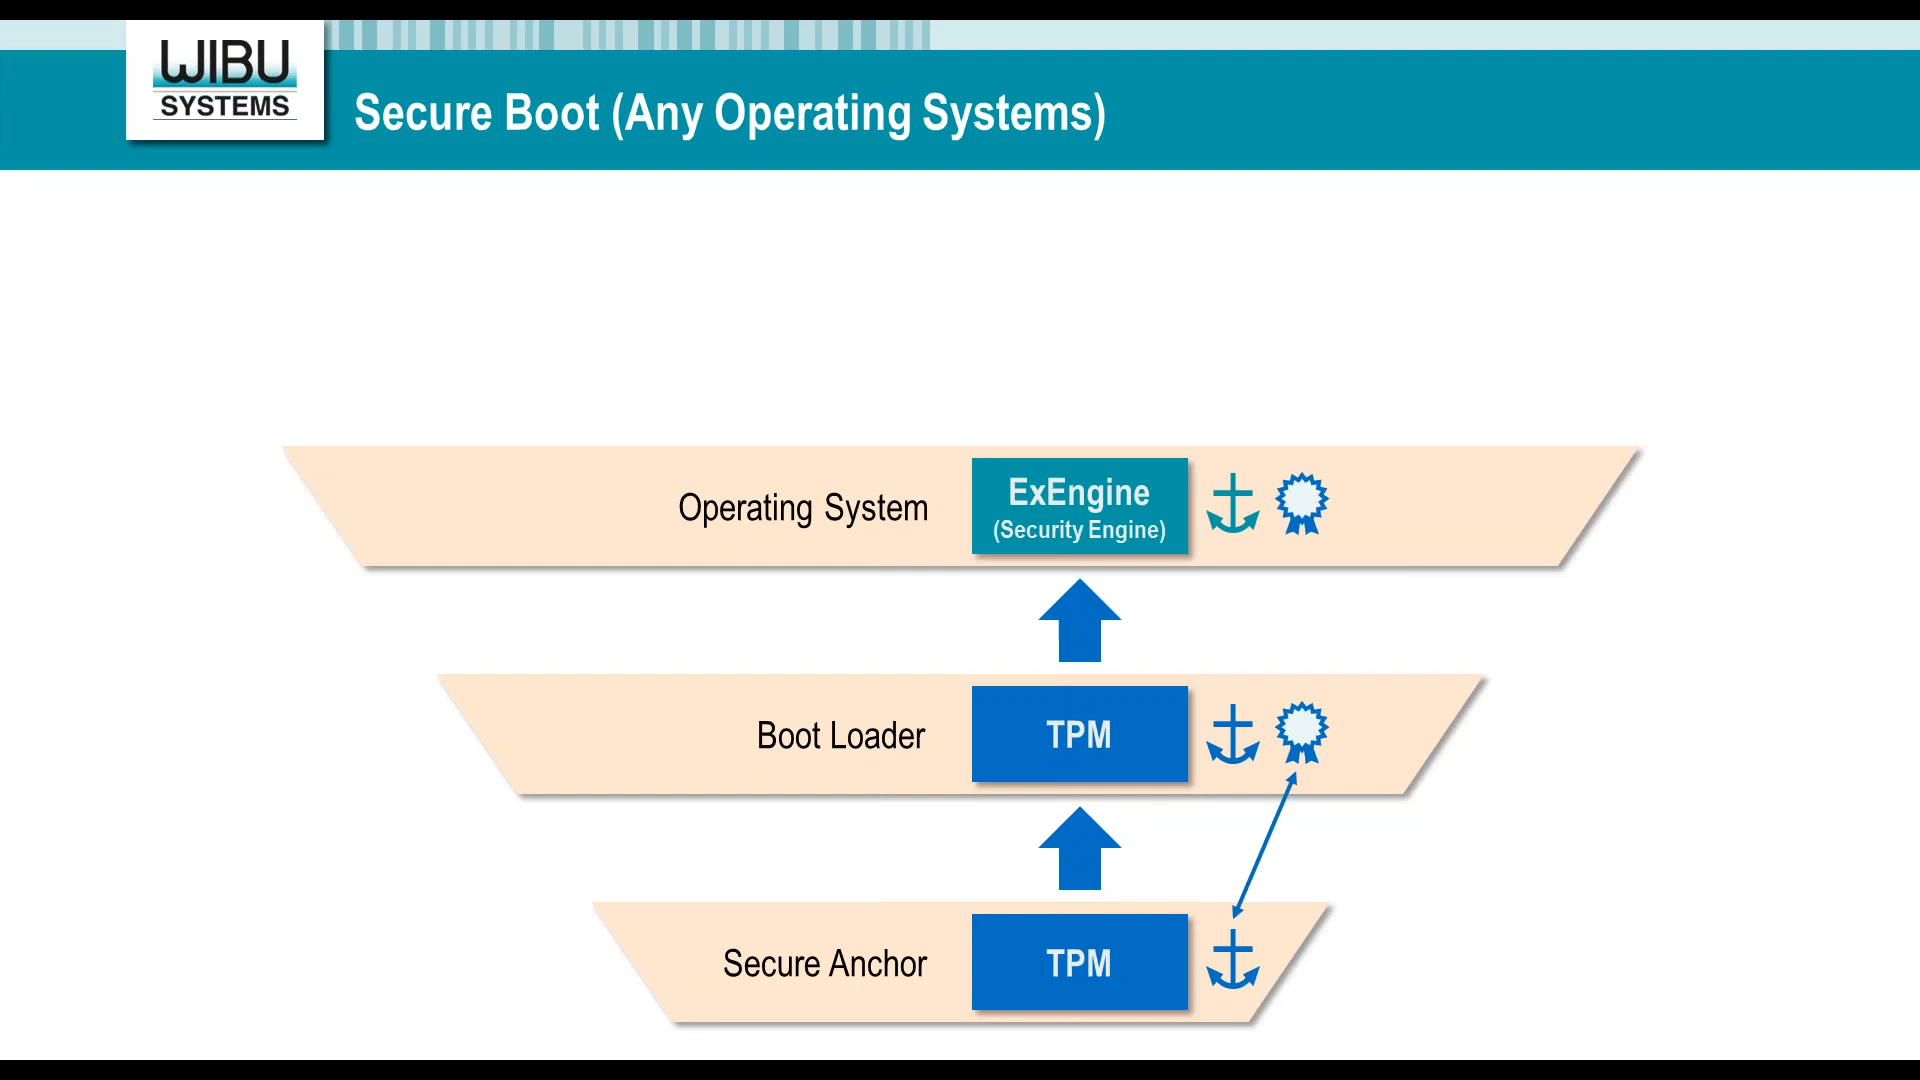 WIBU
SYSTEMS
Secure Boot (Any Operating Systems)
Operating System
ExEngine
(Security Engine)
Boot Loader
TPM
Secure Anchor
TPM